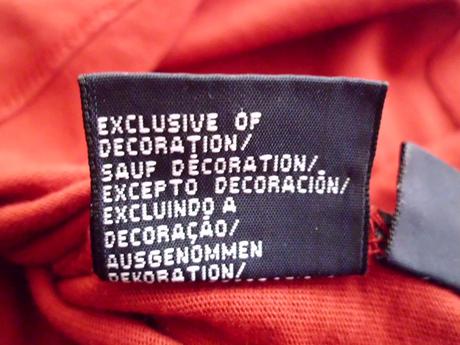 EXCLUSIVE OF
DECORATION/
SAUF DÉCORATION/
EXCEPTO DECORACIÓN/
EXCLUINDO A
DECORAÇÃO/
AUSGENOMMEN
DEKORATION/